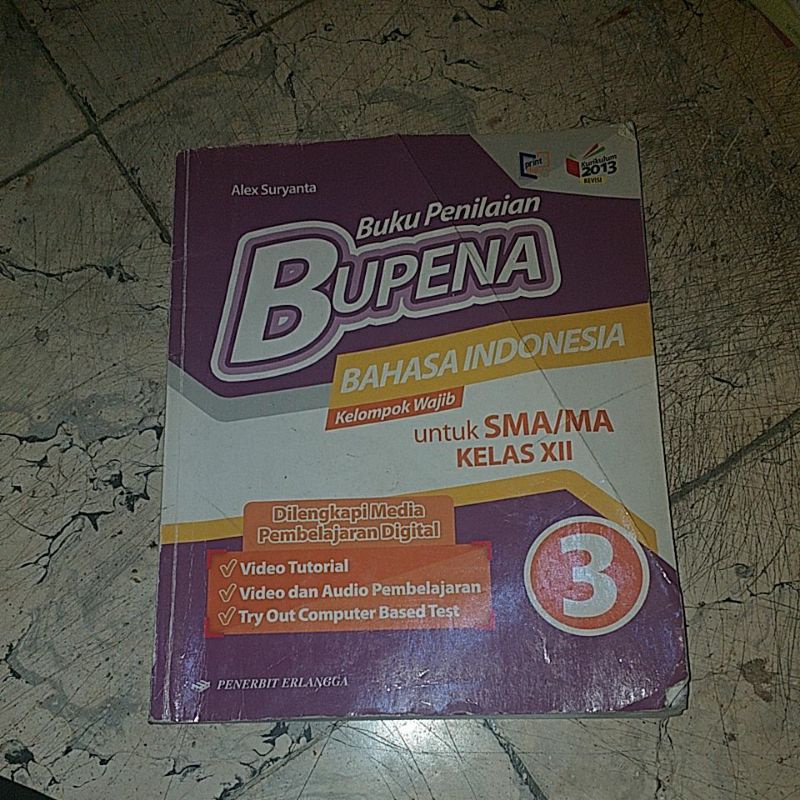 Alex Suryanta
print
Kurikulum
2013
REVISI
Buku Penilaian
BUPENA
BAHASA INDONESIA
Kelompok Wajib
untuk SMA/MA
KELAS XII
Dilengkapi Media
Pembelajaran Digital
Video Tutorial
Video dan Audio Pembelajaran
Try Out Computer Based Test
3
PENERBIT ERLANGGA